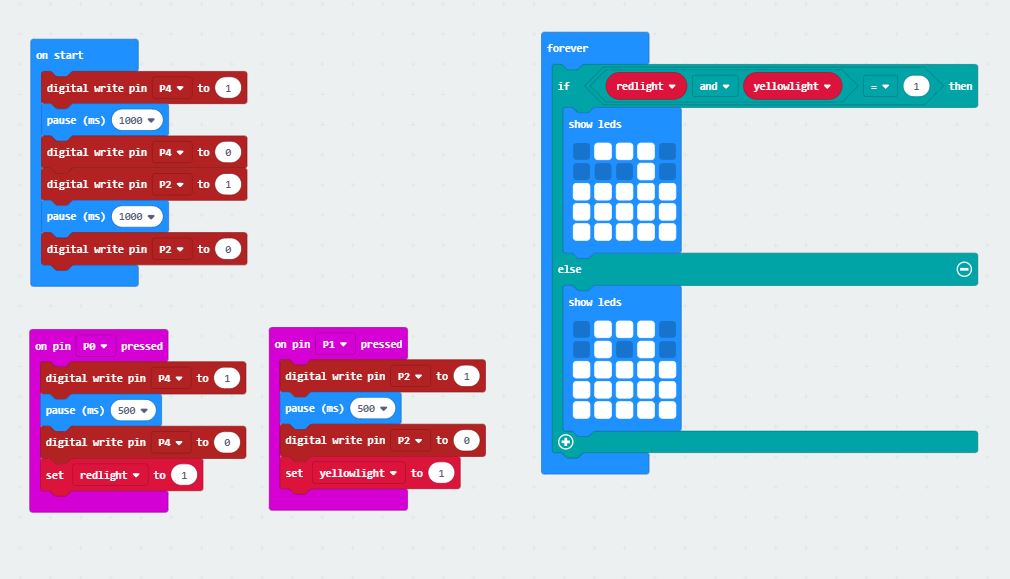 on start
digital write pin P4 to 1
pause (ms) 1000
digital write pin P4 to 0
digital write pin P2 to 1
pause (ms) 1000
digital write pin P2 to 0
on pin P0 pressed
digital write pin P4 to 1
pause (ms) 500
digital write pin P4 to 0
set redlight to 1
on pin P1 pressed
digital write pin P2 to 1
pause (ms) 500
digital write pin P2 to 0
set yellowlight to 1
forever
if redlight and yellowlight = 1 then
show leds
else
show leds